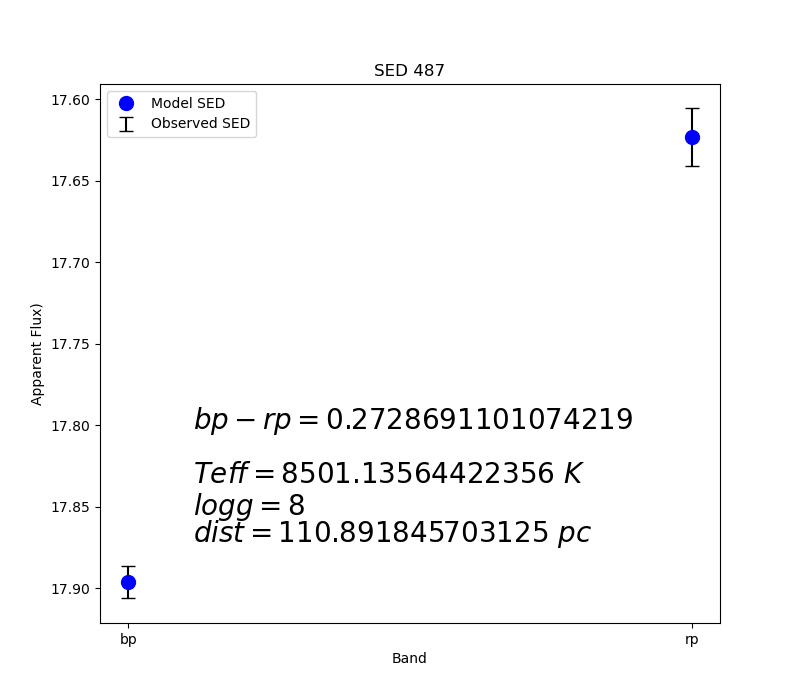 SED 487
Model SED
Observed SED
17.60
17.65
17.70
17.75
17.80
17.85
17.90
Apparent Flux)
bp − rp = 0.2728691101074219
Teff = 8501.13564422356 K
logg = 8
dist = 110.891845703125 pc
bp
rp
Band